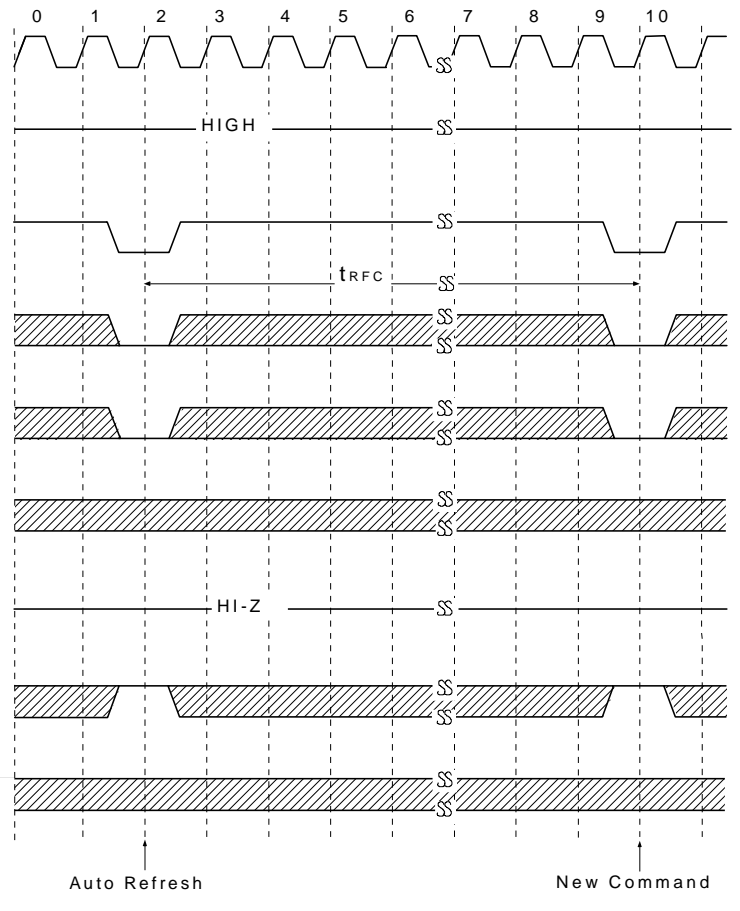 0 1 2 3 4 5 6 7 8 9 10
HIGH
tRFC
HI-Z
Auto Refresh
New Command